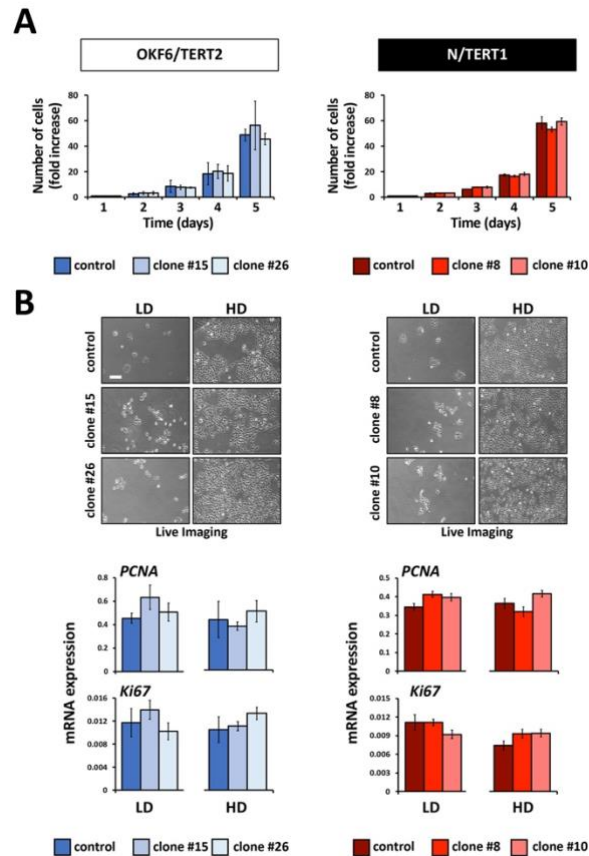 A
OKF6/TERT2
N/TERT1
Number of cells
(fold increase)
80
60
40
20
0
1 2 3 4 5
Time (days)
Number of cells
(fold increase)
80
60
40
20
0
1 2 3 4 5
Time (days)
control clone #15 clone #26
control clone #8 clone #10
B
LD HD
control
clone #15
clone #26
Live Imaging
LD HD
control
clone #8
clone #10
Live Imaging
mRNA expression
PCNA
0.8
0.6
0.4
0.2
0
Ki67
0.016
0.012
0.008
0.004
0
LD HD
mRNA expression
PCNA
0.5
0.4
0.3
0.2
0.1
0
Ki67
0.015
0.012
0.009
0.006
0.003
0
LD HD
control clone #15 clone #26
control clone #8 clone #10